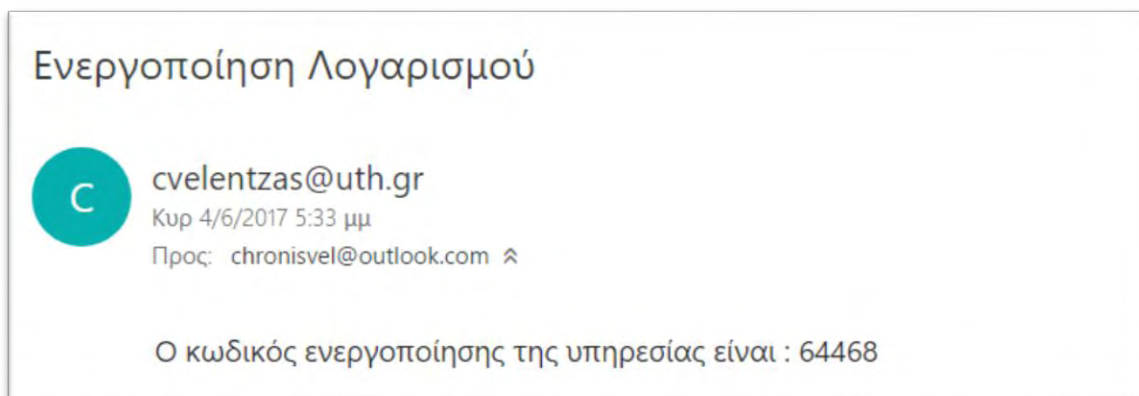 Ενεργοποίηση Λογαρισμού
C
cvelentzas@uth.gr
Κυρ 4/6/2017 5:33 μμ
Προς: chronisvel@outlook.com
Ο κωδικός ενεργοποίησης της υπηρεσίας είναι : 64468